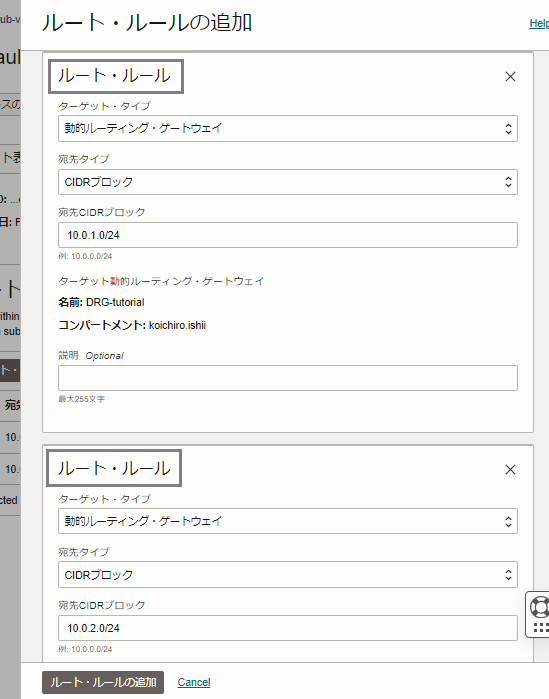 ub-v
ルート・ルールの追加
Help
ault
ルート・ルール
スの
ターゲット・タイプ
動的ルーティング・ゲートウェイ
ト表
宛先タイプ
CIDRブロック
宛先CIDRブロック
10.0.1.0/24
例: 10.0.0.0/24
ターゲット動的ルーティング・ゲートウェイ
名前: DRG-tutorial
コンパートメント: koichiro.ishii
説明 Optional
最大255文字
ルート・ルール
ターゲット・タイプ
動的ルーティング・ゲートウェイ
宛先タイプ
CIDRブロック
宛先CIDRブロック
10.0.2.0/24
例: 10.0.0.0/24
ルート・ルールの追加
Cancel